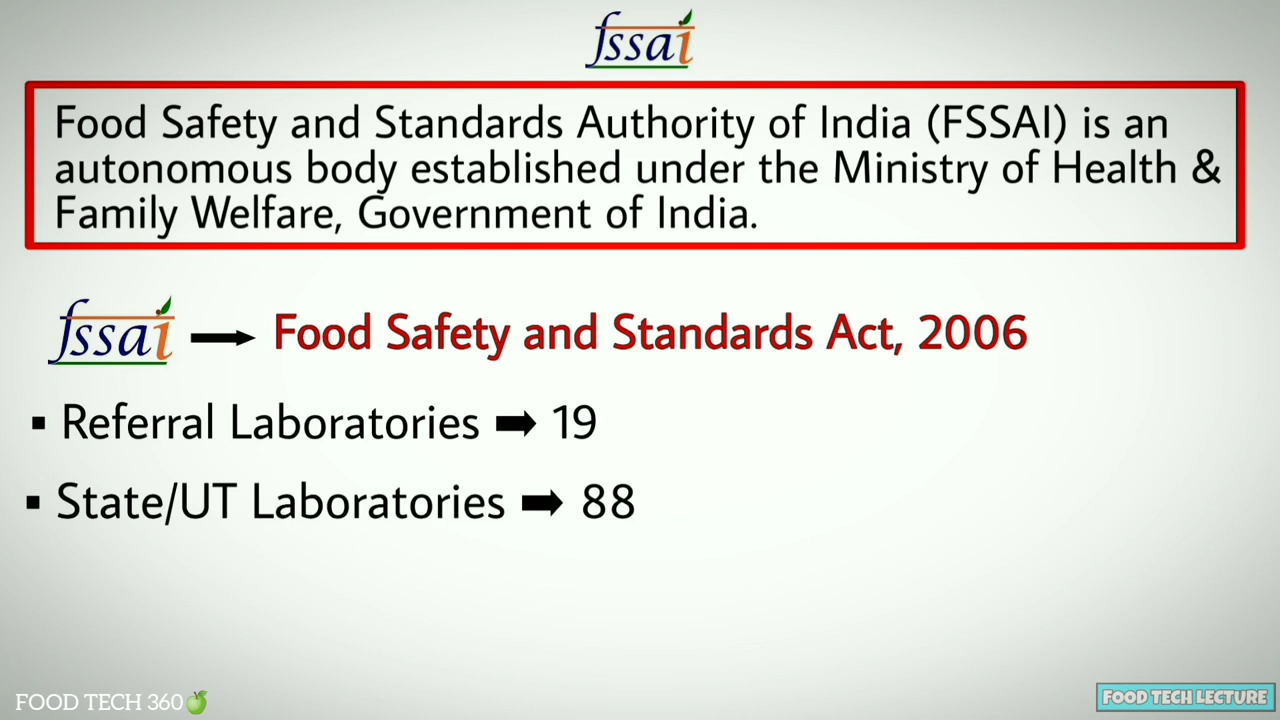 fssai
Food Safety and Standards Authority of India (FSSAI) is an
autonomous body established under the Ministry of Health &
Family Welfare, Government of India.
fssai → Food Safety and Standards Act, 2006
▪ Referral Laboratories ➡ 19
▪ State/UT Laboratories ➡ 88
FOOD TECH 360🍏
FOOD TECH LECTURE